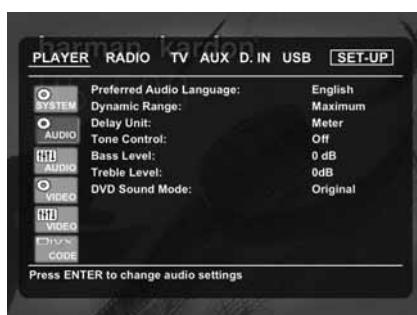 harman kardon
PLAYER RADIO TV AUX D. IN USB SET-UP
SYSTEM
AUDIO
AUDIO
VIDEO
VIDEO
DIVX
CODE
Preferred Audio Language: English
Dynamic Range: Maximum
Delay Unit: Meter
Tone Control: Off
Bass Level: 0 dB
Treble Level: 0dB
DVD Sound Mode: Original
Press ENTER to change audio settings